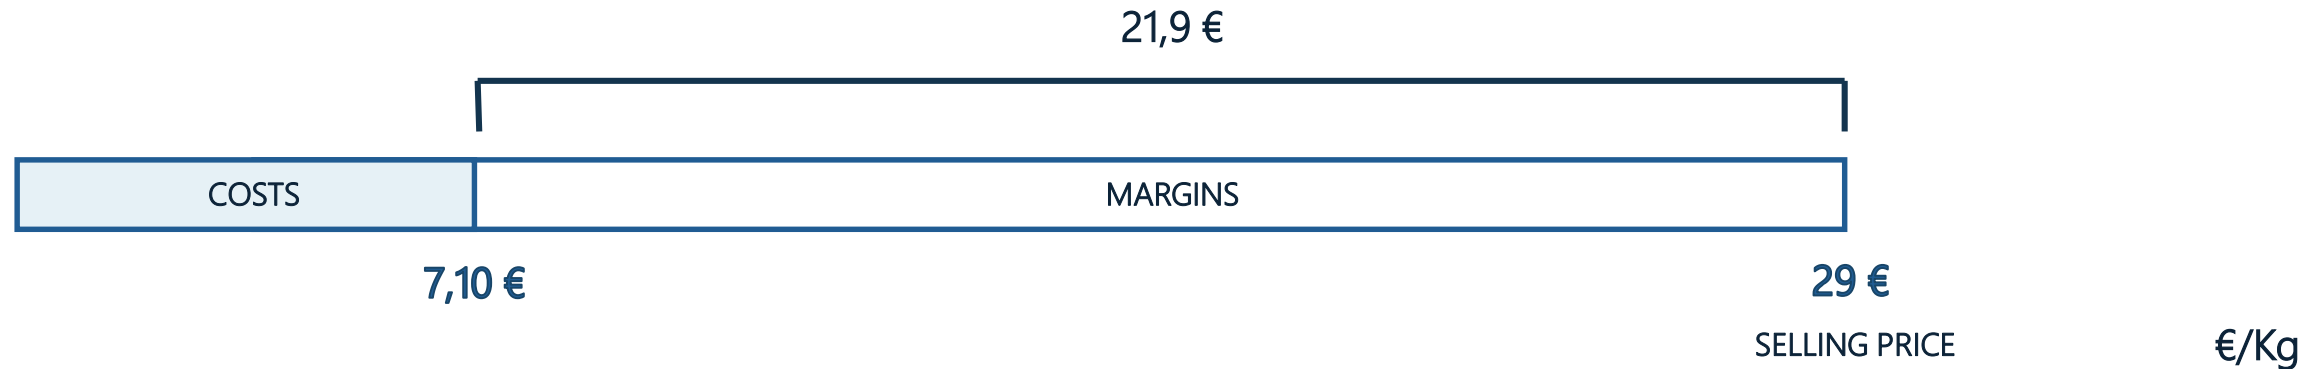 21,9 €
COSTS
MARGINS
7,10 €
29 €
SELLING PRICE
€/Kg